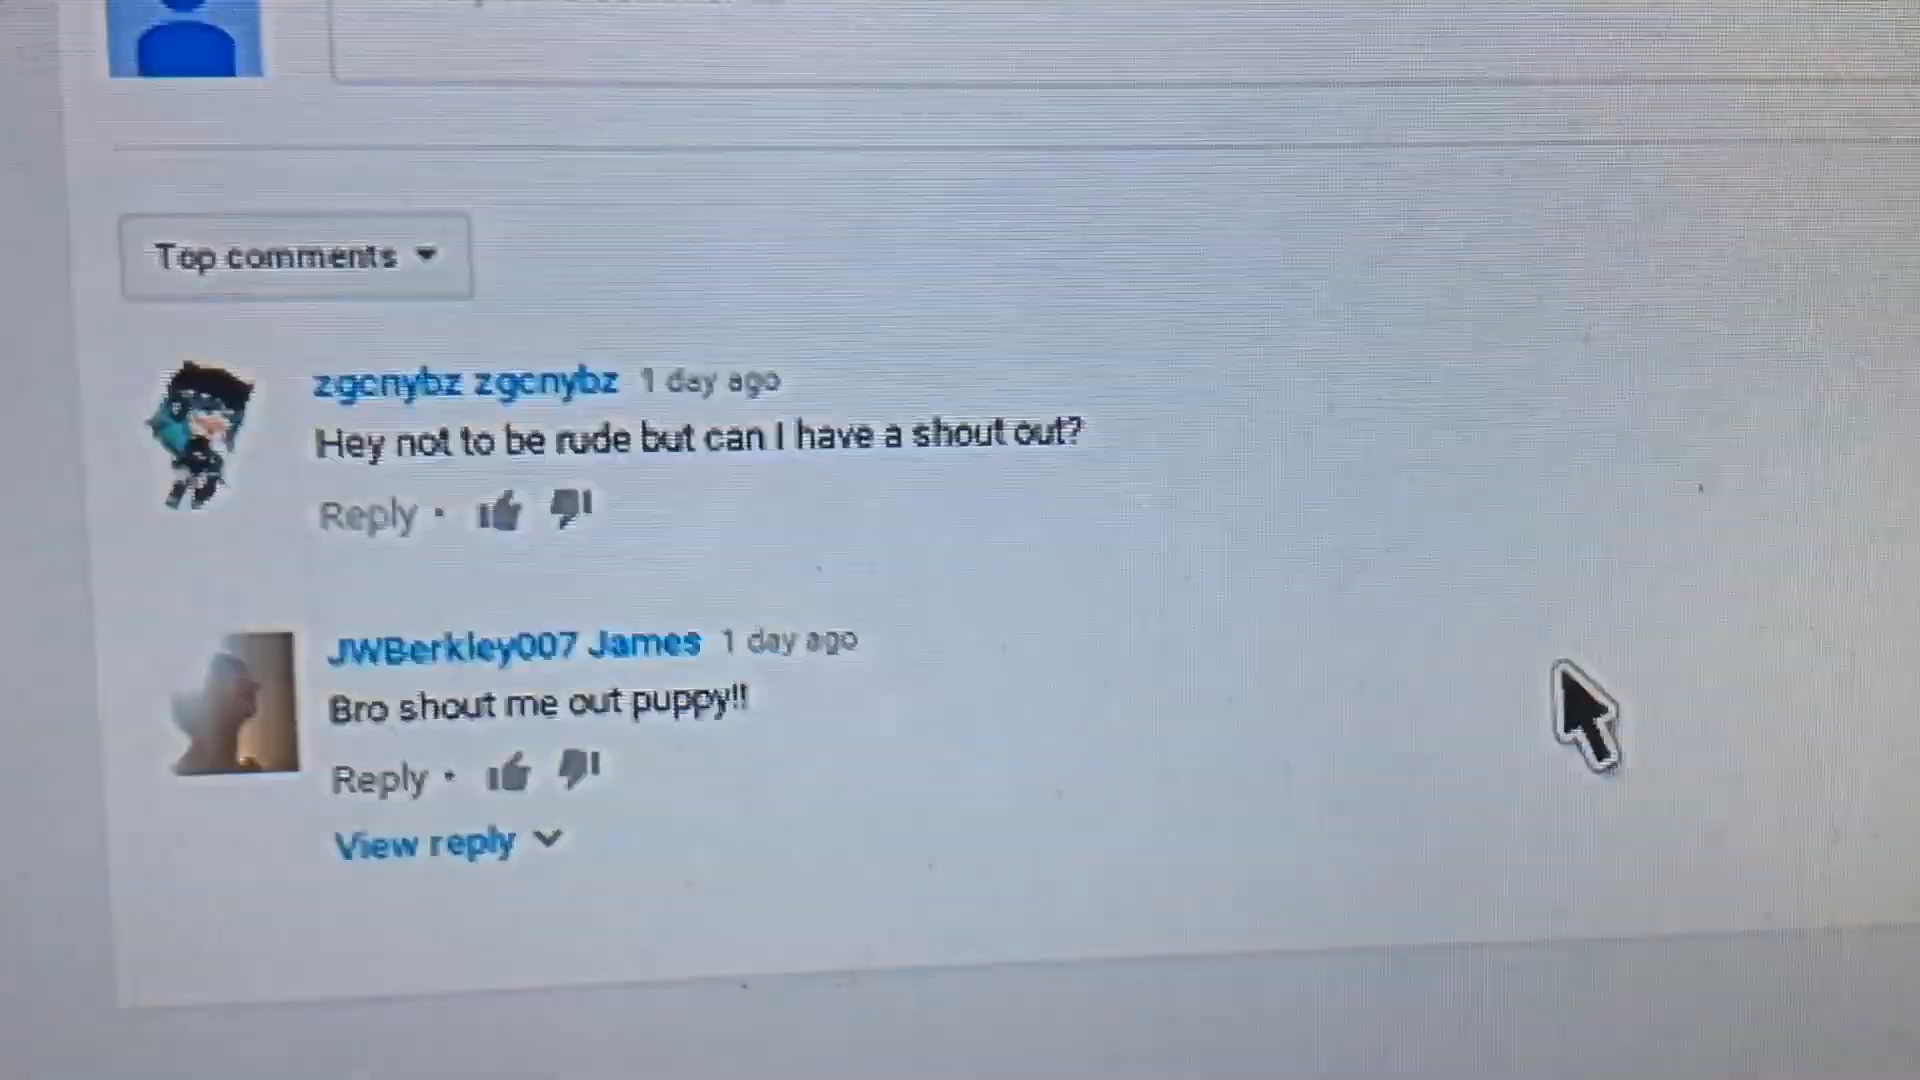 Top comments
zgcnybz zgcnybz 1 day ago
Hey not to be rude but can I have a shout out?
Reply •
JWBerkley007 James 1 day ago
Bro shout me out puppy!!
Reply •
View reply